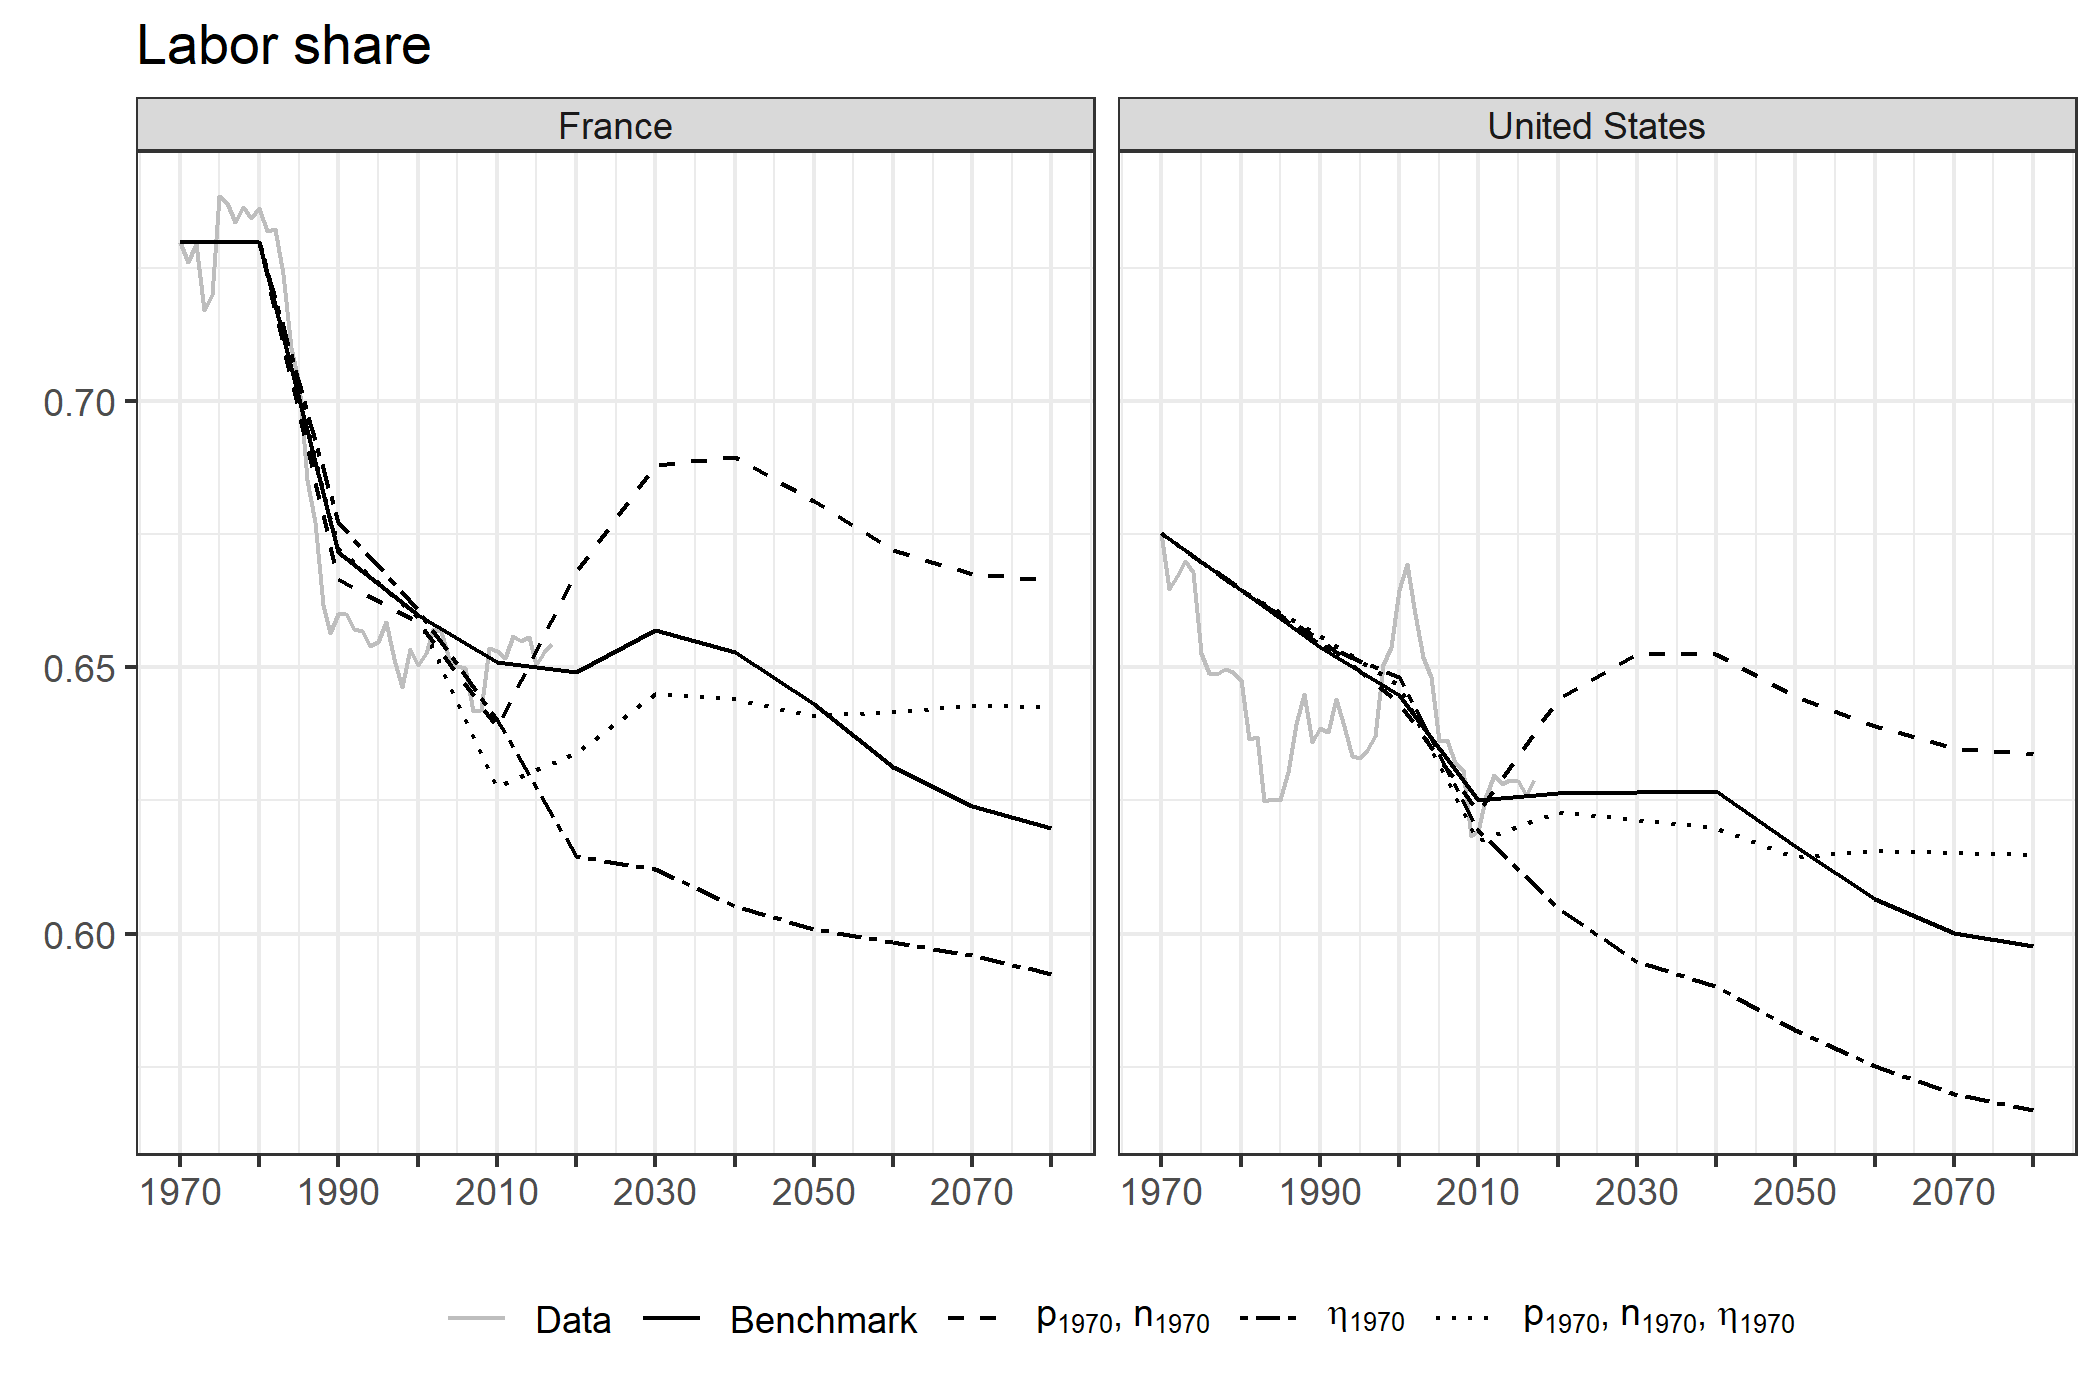 Labor share
France United States
0.70
0.65
0.60
1970 1990 2010 2030 2050 2070 1970 1990 2010 2030 2050 2070
Data Benchmark p₁₉₇₀, n₁₉₇₀ η₁₉₇₀ p₁₉₇₀, n₁₉₇₀, η₁₉₇₀